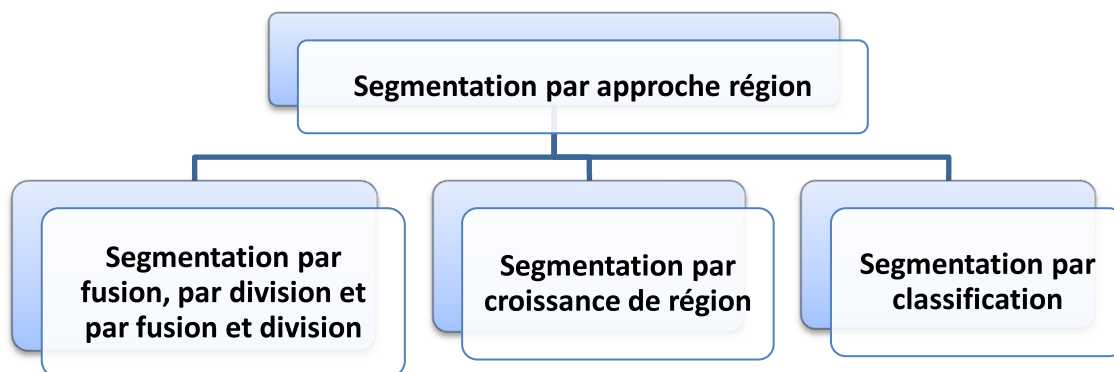 Segmentation par approche région
Segmentation par
fusion, par division et
par fusion et division
Segmentation par
croissance de région
Segmentation par
classification